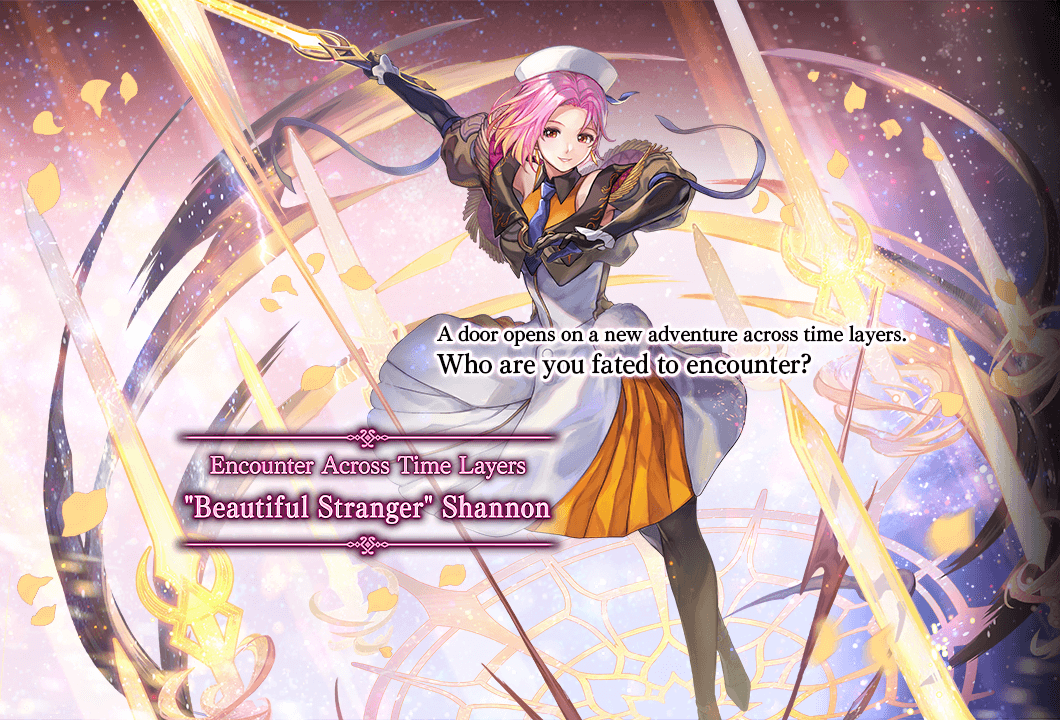 A door opens on a new adventure across time layers.
Who are you fated to encounter?
Encounter Across Time Layers
"Beautiful Stranger" Shannon